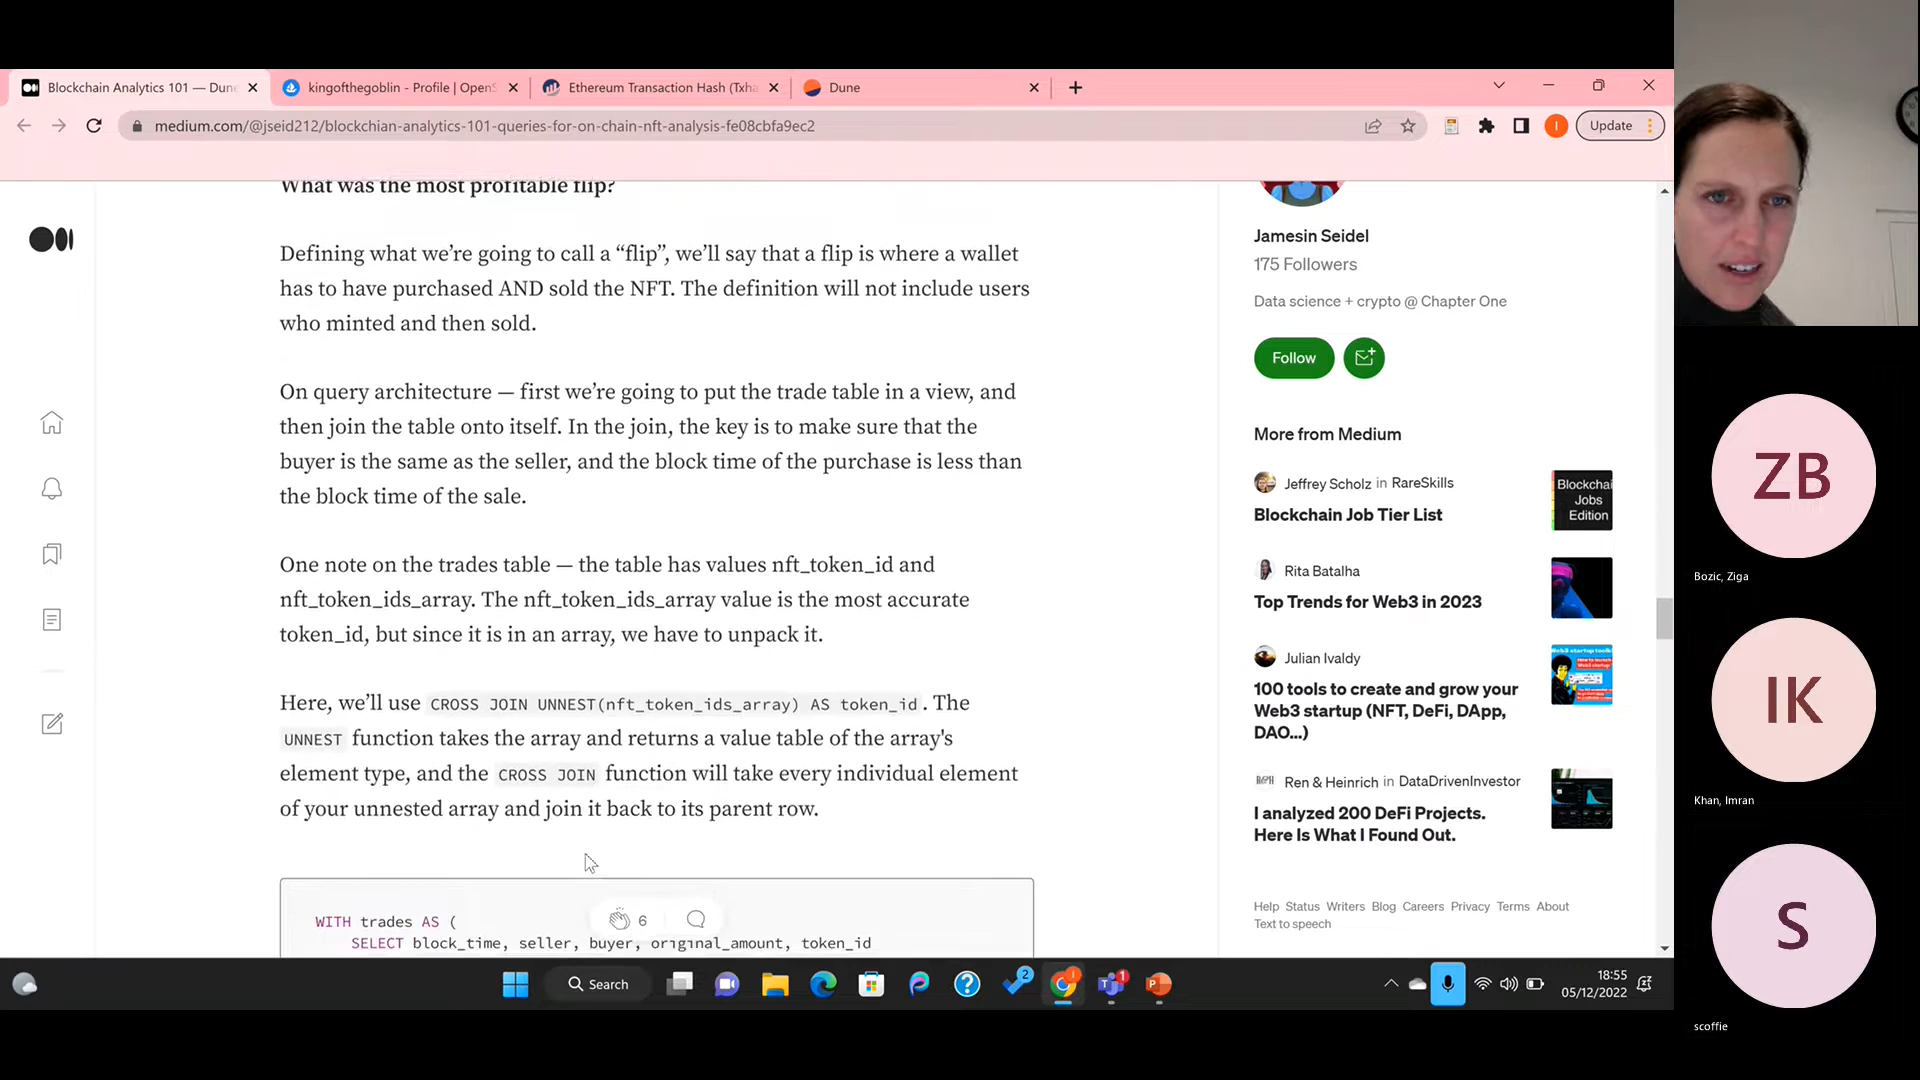 Blockchain Analytics 101 — Dune
kingofthegoblin - Profile | OpenS
Ethereum Transaction Hash (Txha
Dune
medium.com/@jseid212/blockchian-analytics-101-queries-for-on-chain-nft-analysis-fe08cbfa9ec2
I
Update
What was the most profitable flip?
Defining what we’re going to call a “flip”, we’ll say that a flip is where a wallet
has to have purchased AND sold the NFT. The definition will not include users
who minted and then sold.
On query architecture — first we’re going to put the trade table in a view, and
then join the table onto itself. In the join, the key is to make sure that the
buyer is the same as the seller, and the block time of the purchase is less than
the block time of the sale.
One note on the trades table — the table has values nft_token_id and
nft_token_ids_array. The nft_token_ids_array value is the most accurate
token_id, but since it is in an array, we have to unpack it.
Here, we’ll use CROSS JOIN UNNEST(nft_token_ids_array) AS token_id. The
UNNEST function takes the array and returns a value table of the array's
element type, and the CROSS JOIN function will take every individual element
of your unnested array and join it back to its parent row.
WITH trades AS (
SELECT block_time, seller, buyer, original_amount, token_id
6
Jamesin Seidel
175 Followers
Data science + crypto @ Chapter One
Follow
More from Medium
Jeffrey Scholz in RareSkills
Blockchain Job Tier List
Blockchai
Jobs
Edition
Rita Batalha
Top Trends for Web3 in 2023
Julian Ivaldy
100 tools to create and grow your
Web3 startup (NFT, DeFi, DApp,
DAO...)
Ren & Heinrich in DataDrivenInvestor
I analyzed 200 DeFi Projects.
Here Is What I Found Out.
Help Status Writers Blog Careers Privacy Terms About
Text to speech
Search
2
1
18:55
05/12/2022
ZB
Bozic, Ziga
IK
Khan, Imran
S
scoffie